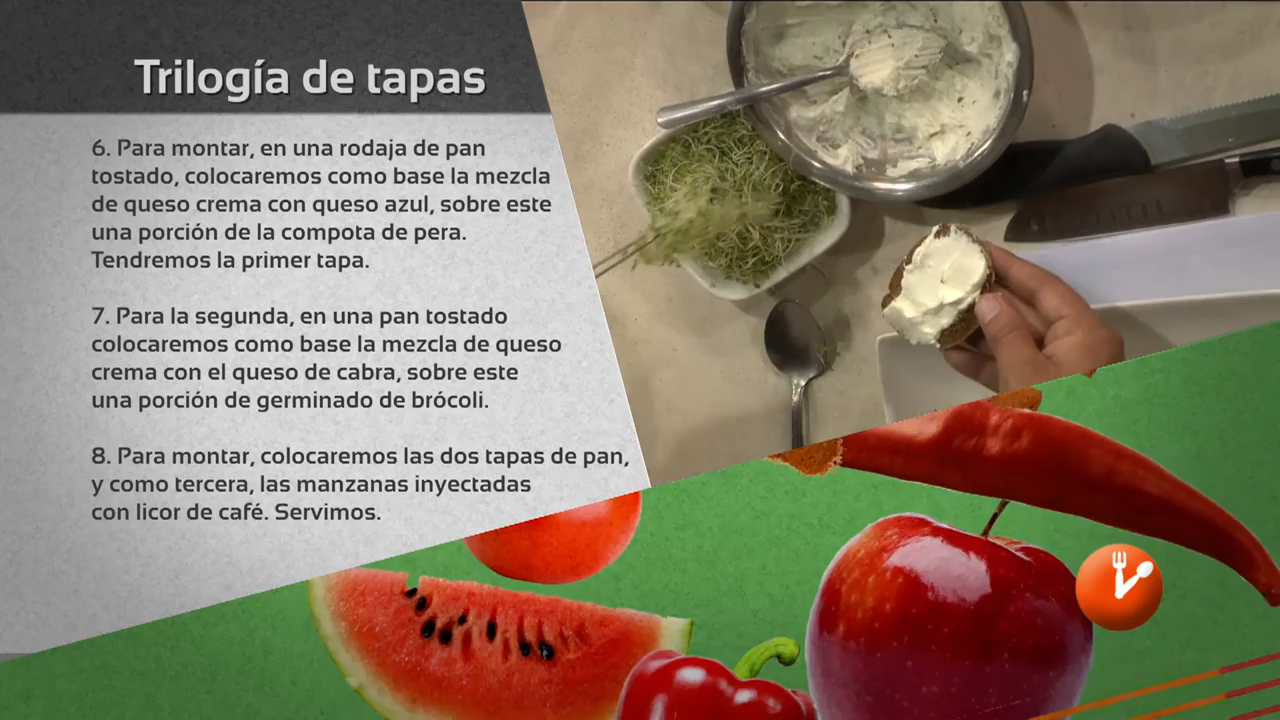 Trilogía de tapas
6. Para montar, en una rodaja de pan
tostado, colocaremos como base la mezcla
de queso crema con queso azul, sobre este
una porción de la compota de pera.
Tendremos la primer tapa.
7. Para la segunda, en una pan tostado
colocaremos como base la mezcla de queso
crema con el queso de cabra, sobre este
una porción de germinado de brócoli.
8. Para montar, colocaremos las dos tapas de pan,
y como tercera, las manzanas inyectadas
con licor de café. Servimos.